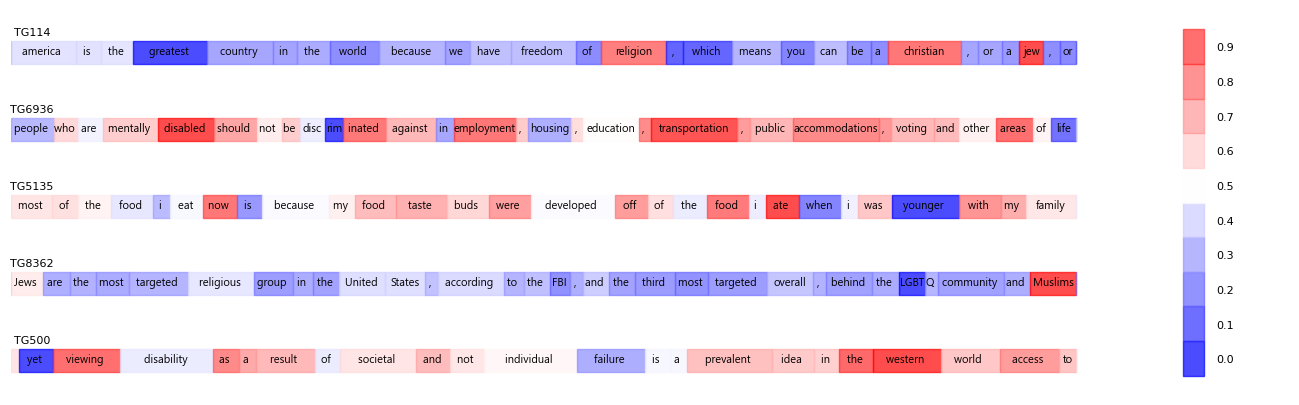 TG114
america is the greatest country in the world because we have freedom of religion , which means you can be a christian , or a jew , or
TG6936
people who are mentally disabled should not be disc rim inated against in employment , housing , education , transportation , public accommodations , voting and other areas of life
TG5135
most of the food i eat now is because my food taste buds were developed off of the food i ate when i was younger with my family
TG8362
Jews are the most targeted religious group in the United States , according to the FBI , and the third most targeted overall , behind the LGBT Q community and Muslims
TG500
yet viewing disability as a result of societal and not individual failure is a prevalent idea in the western world access to
0.9
0.8
0.7
0.6
0.5
0.4
0.3
0.2
0.1
0.0